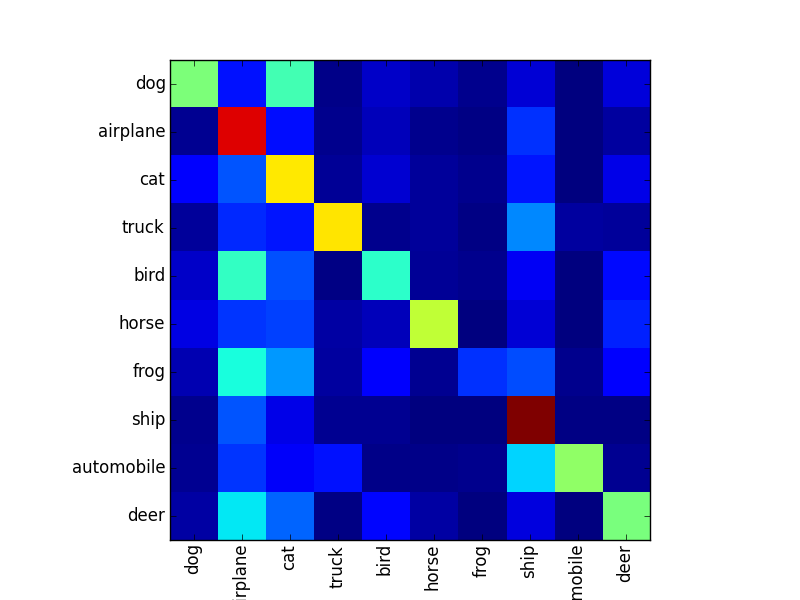 dog
airplane
cat
truck
bird
horse
frog
ship
automobile
deer
dog
irplane
cat
truck
bird
horse
frog
ship
mobile
deer